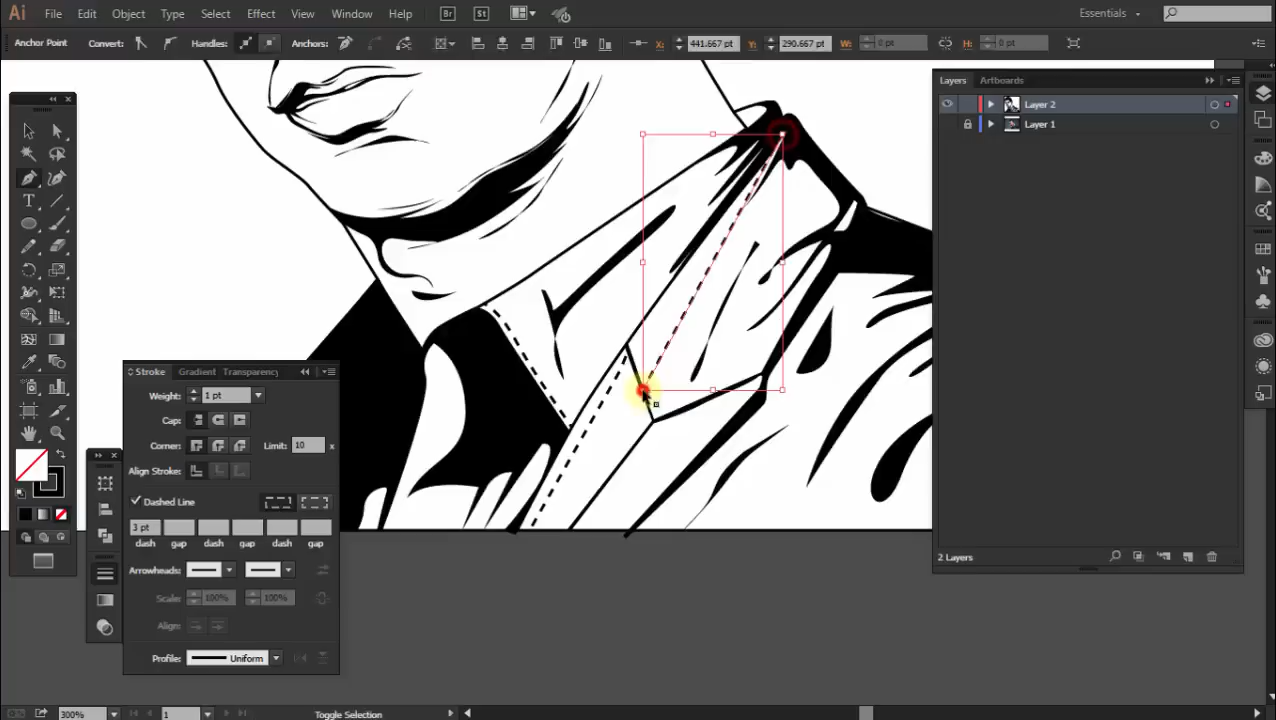 Ai File Edit Object Type Select Effect View Window Help Br St Essentials
Anchor Point Convert: Handles: Anchors: X: 441.667 pt Y: 290.667 pt W: 0 pt H: 0 pt
Layers Artboards
Layer 2
Layer 1
Stroke Gradient Transparency
Weight: 1 pt
Cap:
Corner: Limit: 10 x
Align Stroke:
Dashed Line
3 pt
dash gap dash gap dash gap
Arrowheads:
Scale: 100% 100%
Align:
Profile: Uniform
2 Layers
300% 1 Toggle Selection